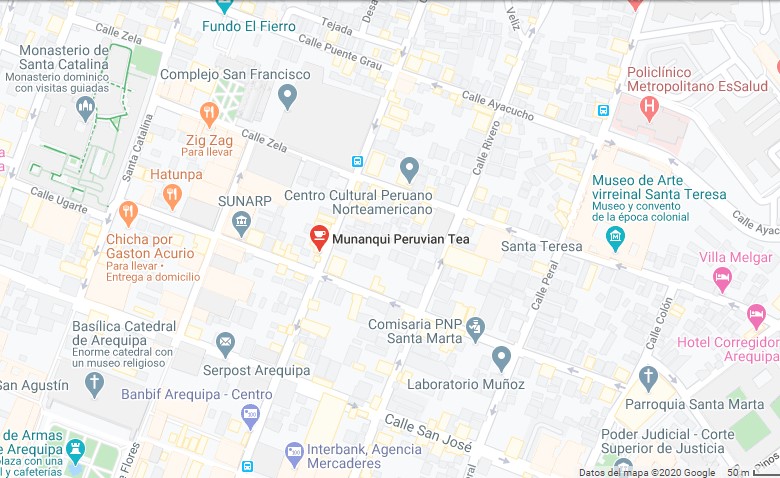 Fundo El Fierro
Tejada
Desa
Veliz
Calle Zela
Calle Puente Grau
Monasterio de
Santa Catalina
Monasterio dominico
con visitas guiadas
Complejo San Francisco
Policlínico
Metropolitano EsSalud
Calle Ayacucho
Zig Zag
Para llevar
Calle Zela
Calle Rivero
Santa Catalina
Hatunpa
Calle Ugarte
SUNARP
Centro Cultural Peruano
Norteamericano
Museo de Arte
virreinal Santa Teresa
Museo y convento
de la época colonial
Calle Ayac
Chicha por
Gaston Acurio
Para llevar •
Entrega a domicilio
Munanqui Peruvian Tea
Santa Teresa
Villa Melgar
Calle Peral
Calle Colón
Basílica Catedral
de Arequipa
Enorme catedral con
un museo religioso
Comisaria PNP
Santa Marta
Hotel Corregidor
Arequipa
Serpost Arequipa
San Agustín
Banbif Arequipa - Centro
Laboratorio Muñoz
Parroquia Santa Marta
Calle San José
de Armas
e Arequipa
plaza con una
l y cafeterías
Flores
Interbank, Agencia
Mercaderes
Poder Judicial - Corte
Superior de Justicia
Datos del mapa ©2020 Google
50 m